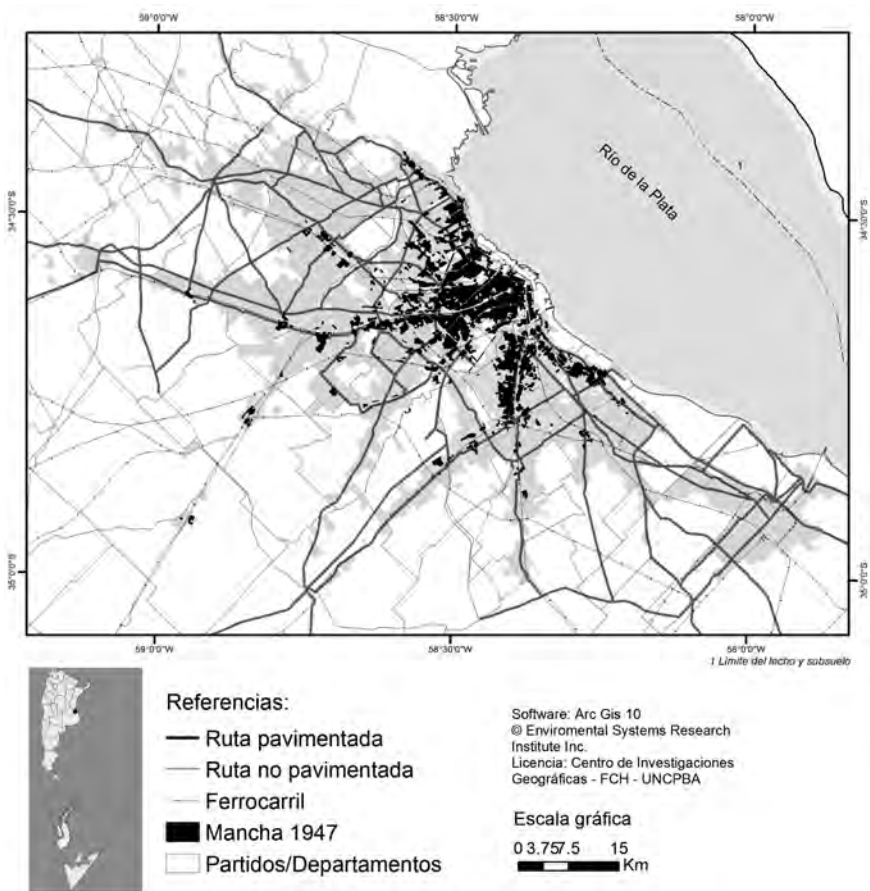 59°0'0"W 58°30'0"W 58°0'0"W
34°30'0"S
34°30'0"S
Río de la Plata
1
35°0'0"S
35°0'0"S
59°0'0"W 58°30'0"W 58°0'0"W
1 Límite del lecho y subsuelo
Referencias:
Ruta pavimentada
Ruta no pavimentada
Ferrocarril
Mancha 1947
Partidos/Departamentos
Software: Arc Gis 10
© Enviromental Systems Research
Institute Inc.
Licencia: Centro de Investigaciones
Geográficas - FCH - UNCPBA
Escala gráfica
0 3.75 7.5 15
Km